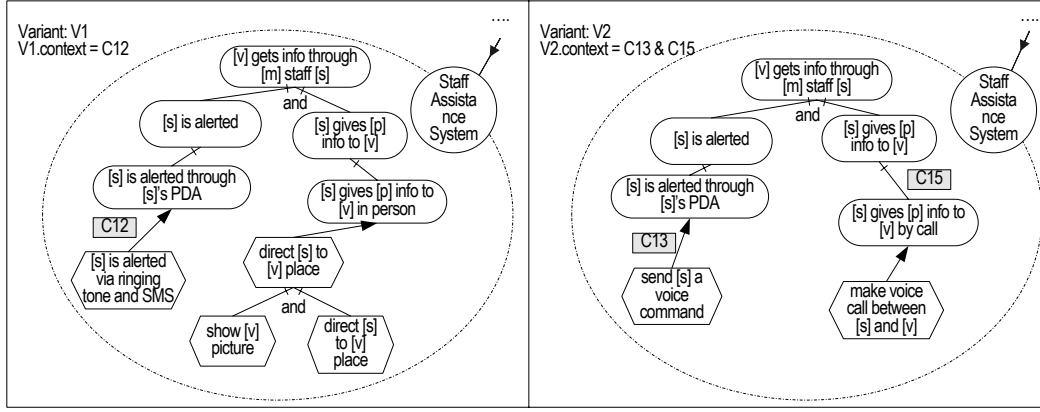 Variant: V1
V1.context = C12
....
[v] gets info through
[m] staff [s]
and
Staff
Assista
nce
System
[s] is alerted
[s] gives [p]
info to [v]
[s] is alerted through
[s]'s PDA
[s] gives [p] info to
[v] in person
C12
[s] is alerted
via ringing
tone and SMS
direct [s] to
[v] place
and
show [v]
picture
direct [s]
to [v]
place
Variant: V2
V2.context = C13 & C15
....
[v] gets info through
[m] staff [s]
and
Staff
Assista
nce
System
[s] is alerted
[s] gives [p]
info to [v]
[s] is alerted through
[s]'s PDA
C15
[s] gives [p] info to
[v] by call
C13
send [s] a
voice
command
make voice
call between
[s] and [v]